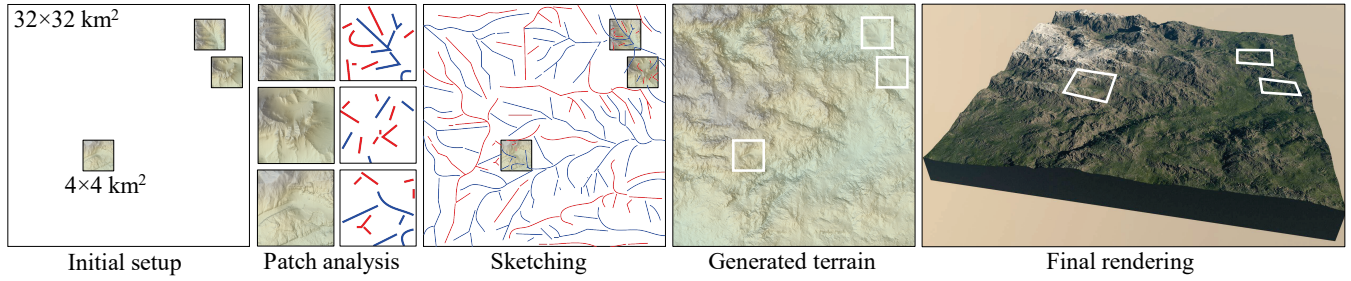 32×32 km²
4×4 km²
Initial setup
Patch analysis
Sketching
Generated terrain
Final rendering